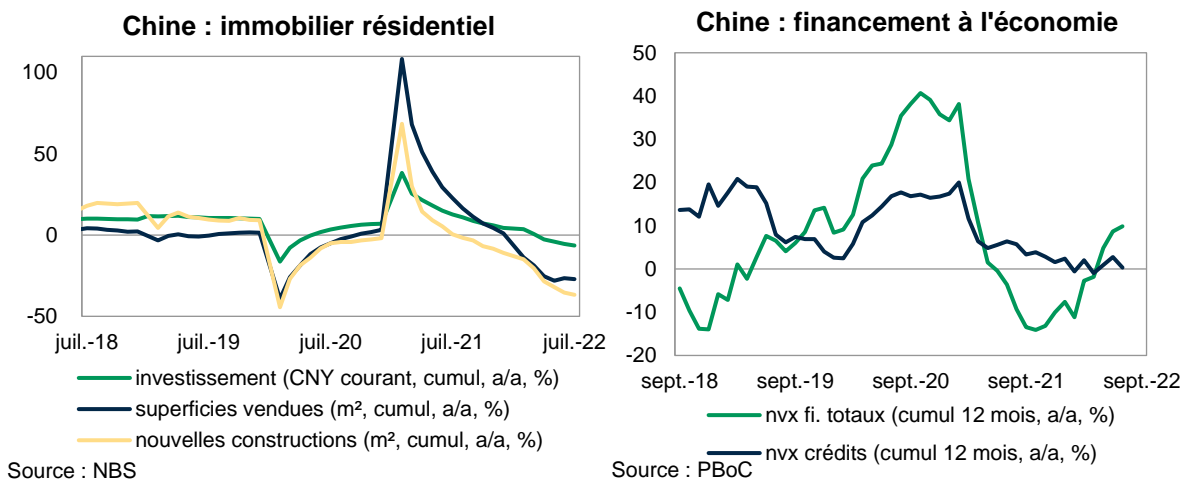 Chine : immobilier résidentiel
100
50
0
-50
juil.-18 juil.-19 juil.-20 juil.-21 juil.-22
investissement (CNY courant, cumul, a/a, %)
superficies vendues (m², cumul, a/a, %)
nouvelles constructions (m², cumul, a/a, %)
Source : NBS
Chine : financement à l'économie
50
40
30
20
10
0
-10
-20
sept.-18 sept.-19 sept.-20 sept.-21 sept.-22
nvx fi. totaux (cumul 12 mois, a/a, %)
nvx crédits (cumul 12 mois, a/a, %)
Source : PBoC